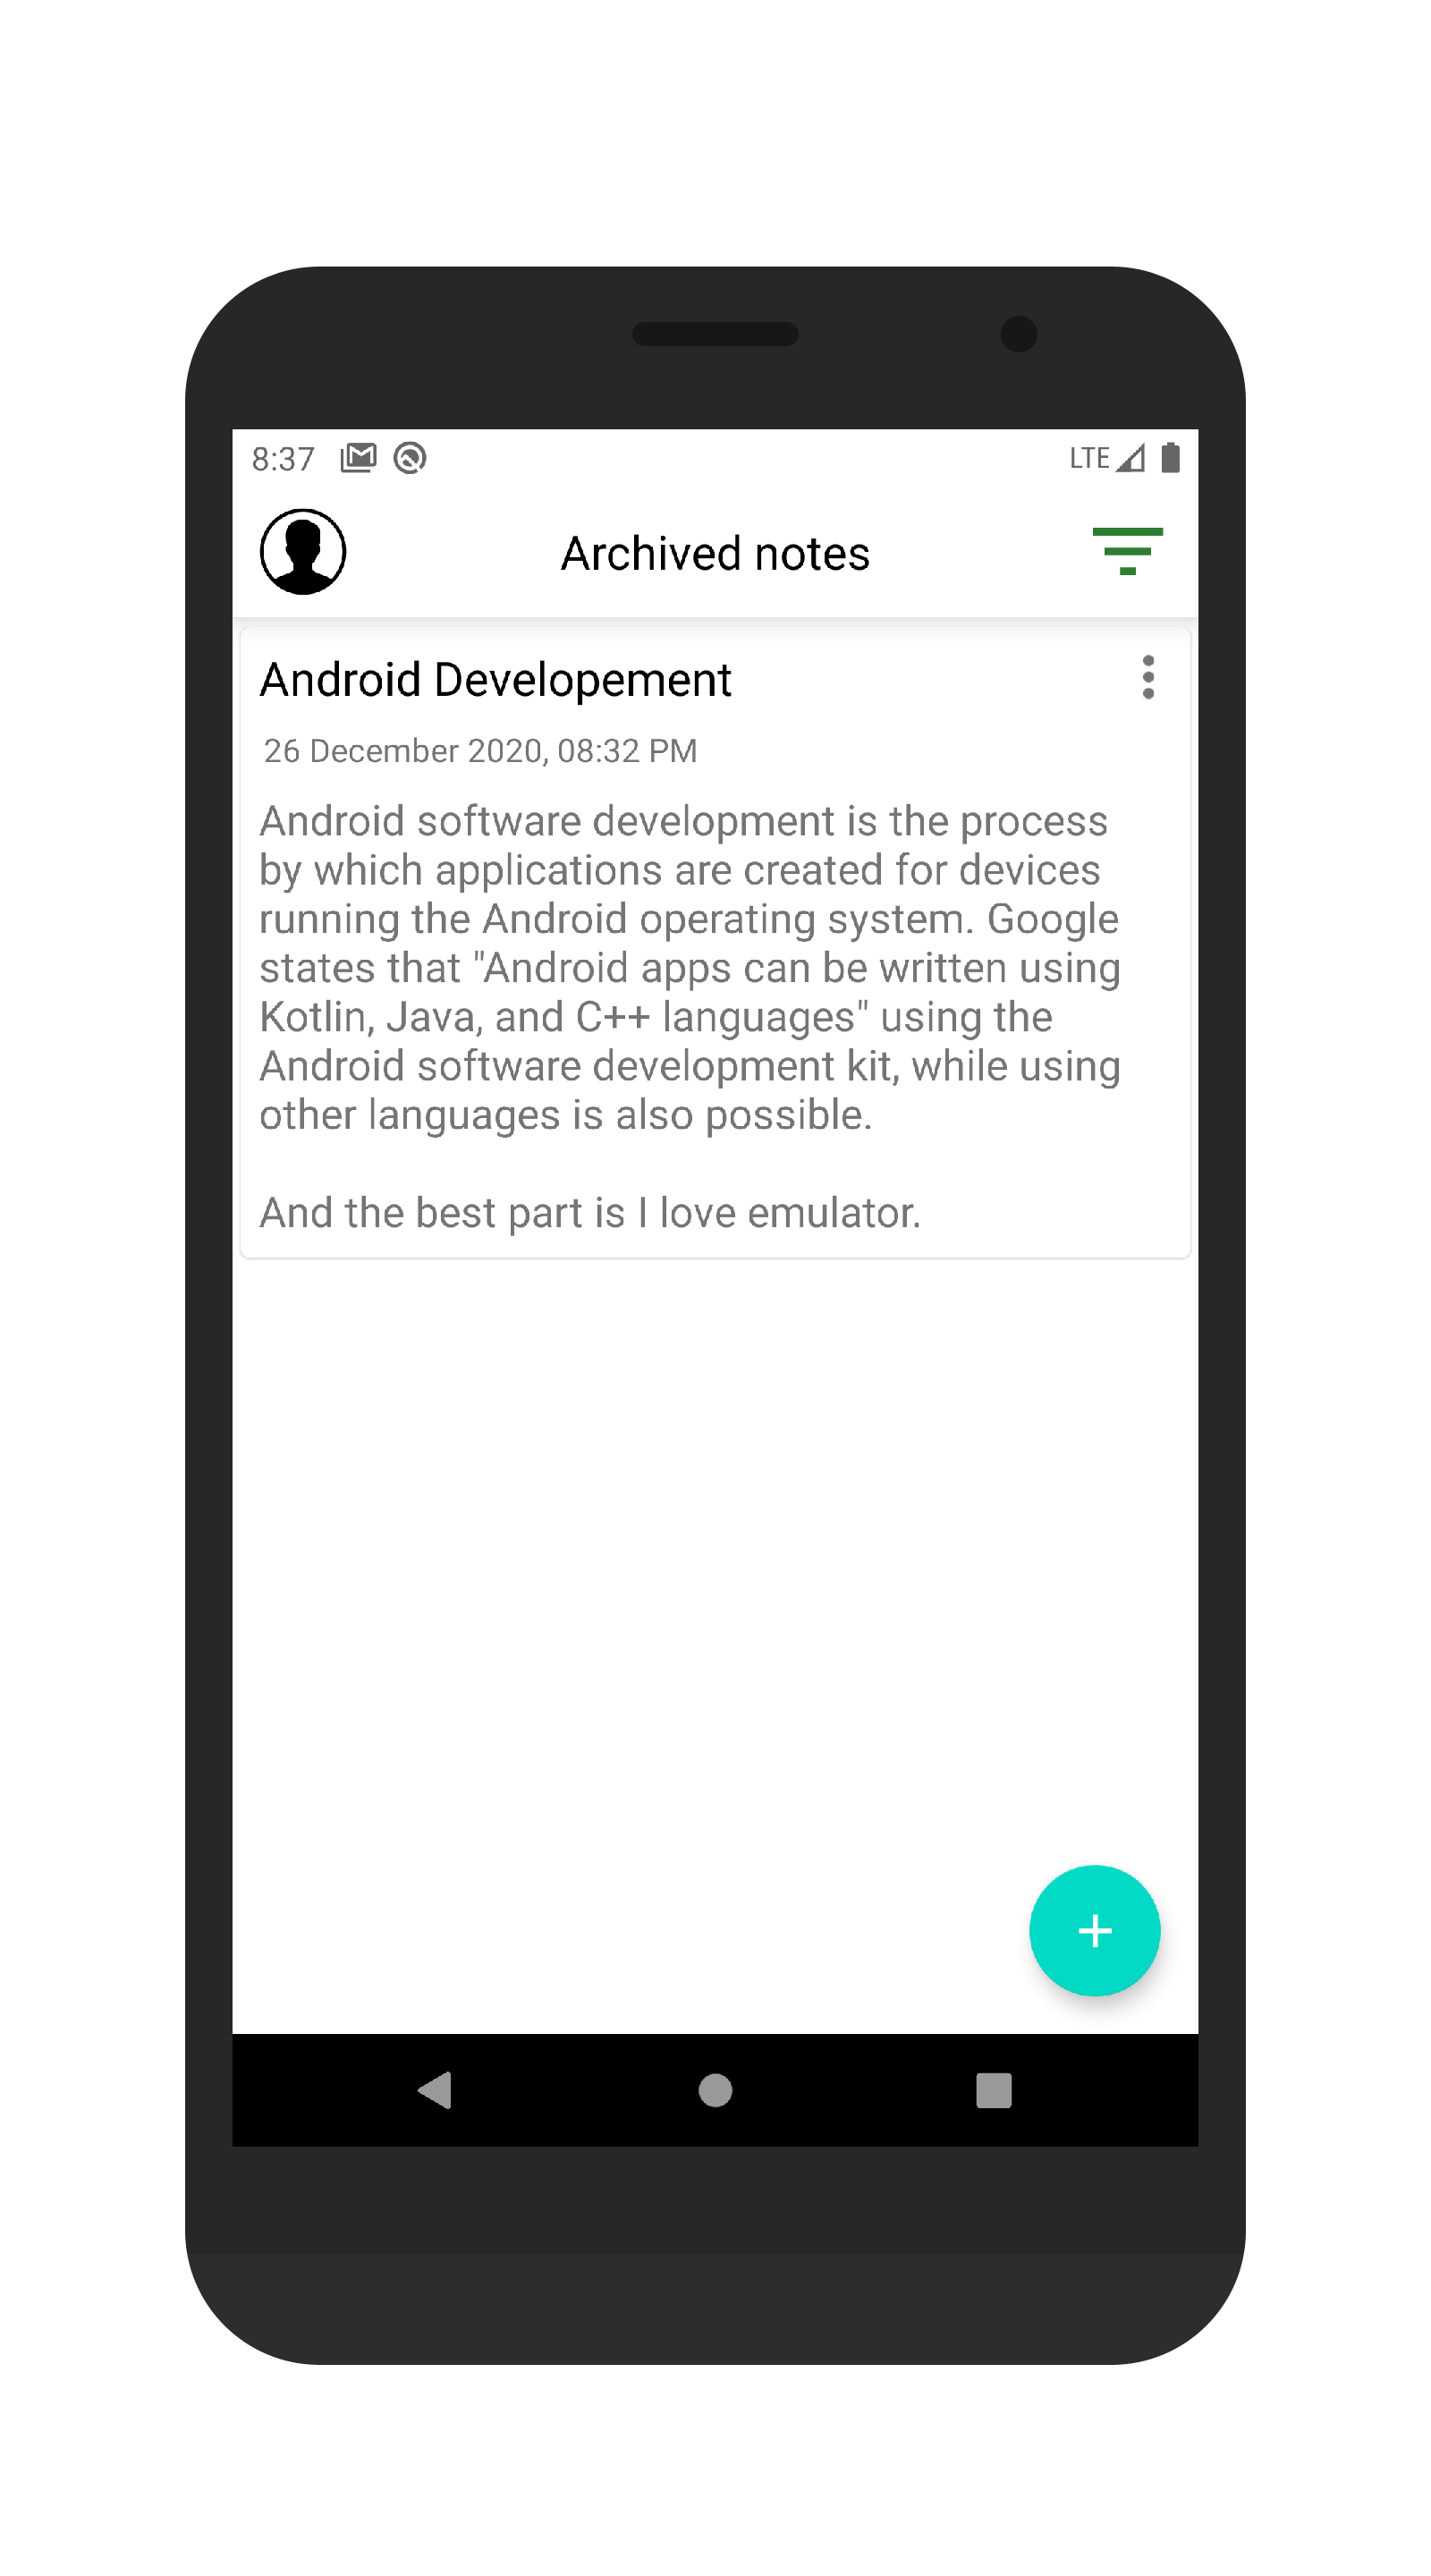 8:37
LTE
Archived notes
Android Developement
26 December 2020, 08:32 PM
Android software development is the process
by which applications are created for devices
running the Android operating system. Google
states that "Android apps can be written using
Kotlin, Java, and C++ languages" using the
Android software development kit, while using
other languages is also possible.
And the best part is I love emulator.